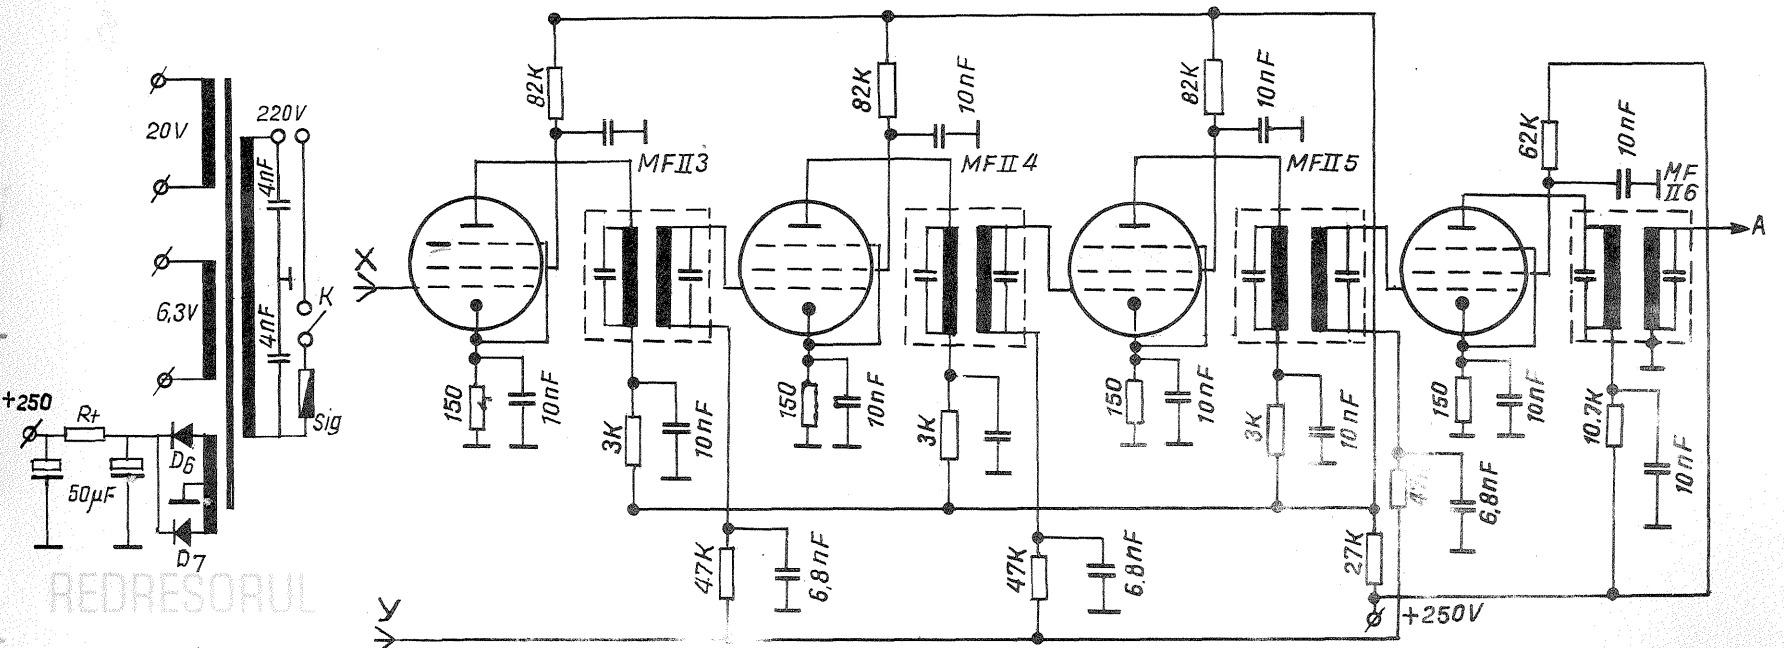 20V
220V
4nF
6,3V
4nF
K
+250
R+
50µF
D6
D7
Sig
REDRESORUL
X
82K
MFII3
150
10nF
3K
10nF
47K
6,8nF
82K
10nF
MFII4
150
10nF
3K
47K
6.8nF
82K
10nF
MFII5
150
10nF
3K
10nF
27K
+250V
6,8nF
62K
10nF
MF
II6
A
150
10nF
10.7K
10nF
Y